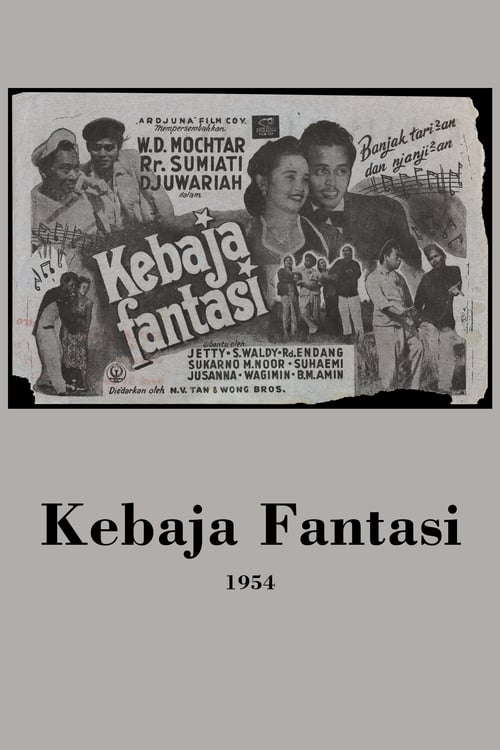 ARDJUNA FILM COY.
Mempersembahkan
W.D. MOCHTAR
Rr. SUMIATI
DJUWARIAH
dalam
Banjak tari2an
dan njanji2an
Kebaja
fantasi
dibantu oleh
JETTY • S. WALDY • Rd. ENDANG
SUKARNO M. NOOR • SUHAEMI
JUSANNA • WAGIMIN • B.M. AMIN
Diedarkan oleh N.V. TAN & WONG BROS.
Kebaja Fantasi
1954